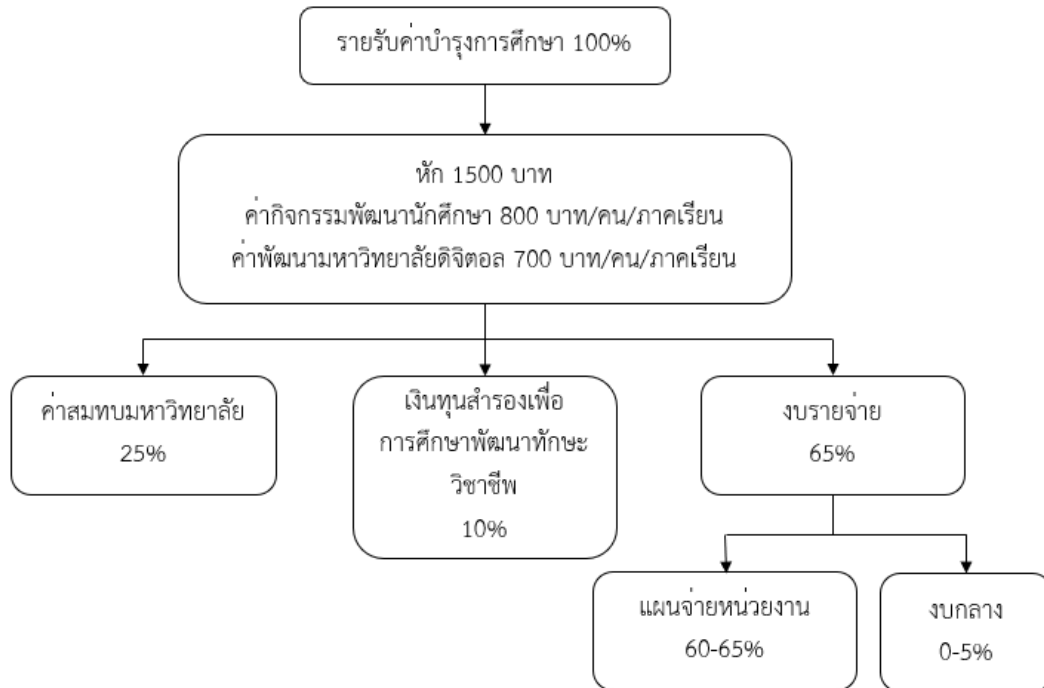 รายรับค่าบำรุงการศึกษา 100%
หัก 1500 บาท
ค่ากิจกรรมพัฒนานักศึกษา 800 บาท/คน/ภาคเรียน
ค่าพัฒนามหาวิทยาลัยดิจิตอล 700 บาท/คน/ภาคเรียน
ค่าสมทบมหาวิทยาลัย
25%
เงินทุนสำรองเพื่อ
การศึกษาพัฒนาทักษะ
วิชาชีพ
10%
งบรายจ่าย
65%
แผนจ่ายหน่วยงาน
60-65%
งบกลาง
0-5%